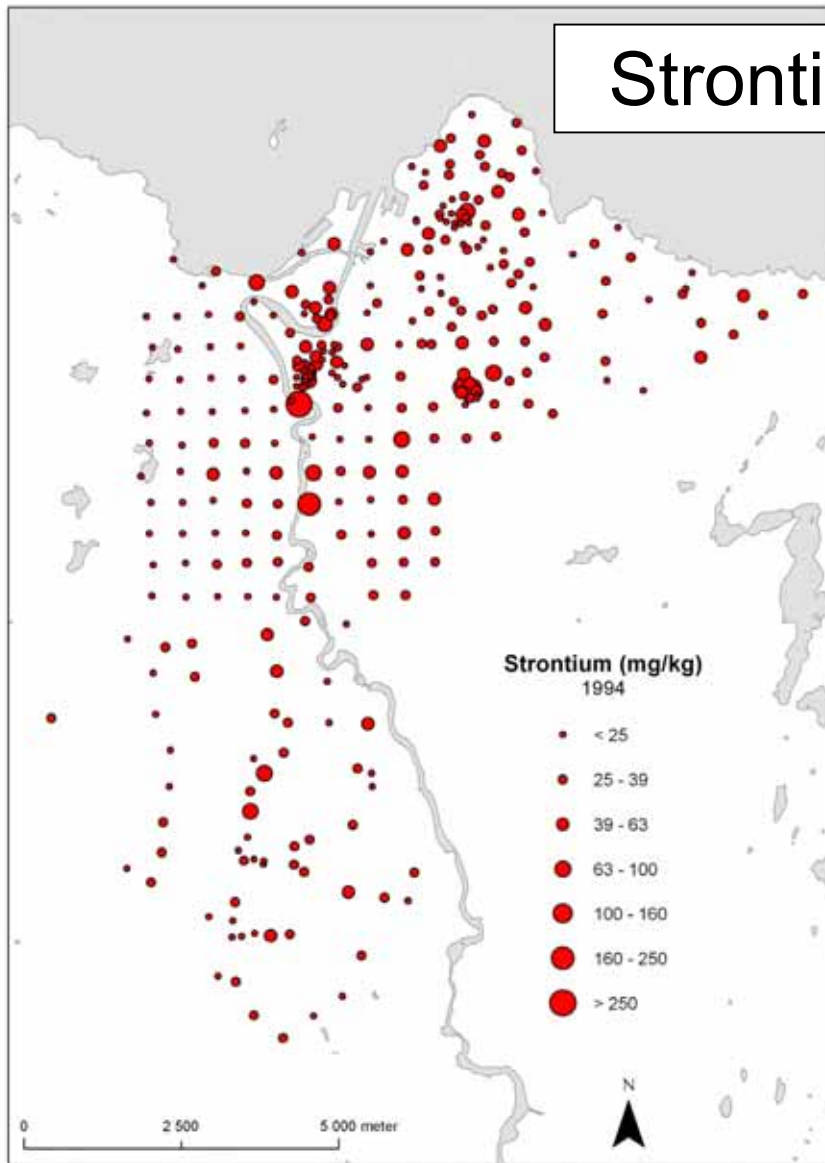 Stronti
Strontium (mg/kg)
1994
< 25
25 - 39
39 - 63
63 - 100
100 - 160
160 - 250
> 250
N
0 2 500 5 000 meter